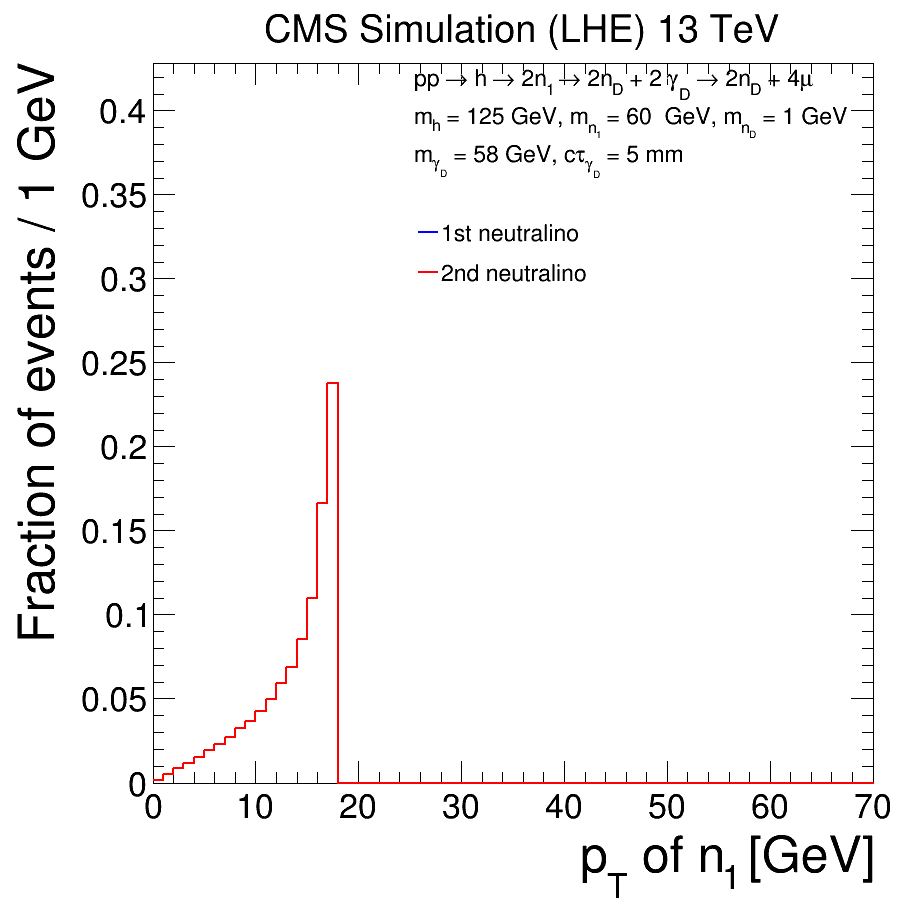 CMS Simulation (LHE) 13 TeV
pp → h → 2n1 → 2nD + 2 γD → 2nD + 4μ
mh = 125 GeV, mn1 = 60 GeV, mnD = 1 GeV
mγD = 58 GeV, cτγD = 5 mm
1st neutralino
2nd neutralino
Fraction of events / 1 GeV
0.4
0.35
0.3
0.25
0.2
0.15
0.1
0.05
0
0 10 20 30 40 50 60 70
pT of n1 [GeV]